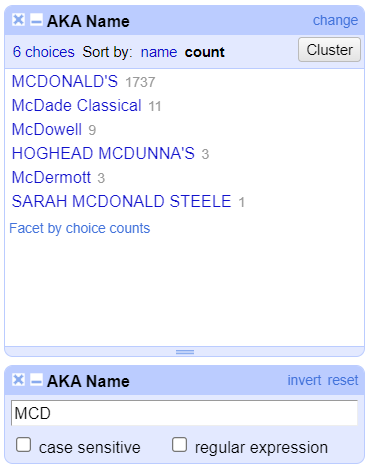 AKA Name change
6 choices Sort by: name count Cluster
MCDONALD'S 1737
McDade Classical 11
McDowell 9
HOGHEAD MCDUNNA'S 3
McDermott 3
SARAH MCDONALD STEELE 1
Facet by choice counts
AKA Name invert reset
MCD
case sensitive regular expression